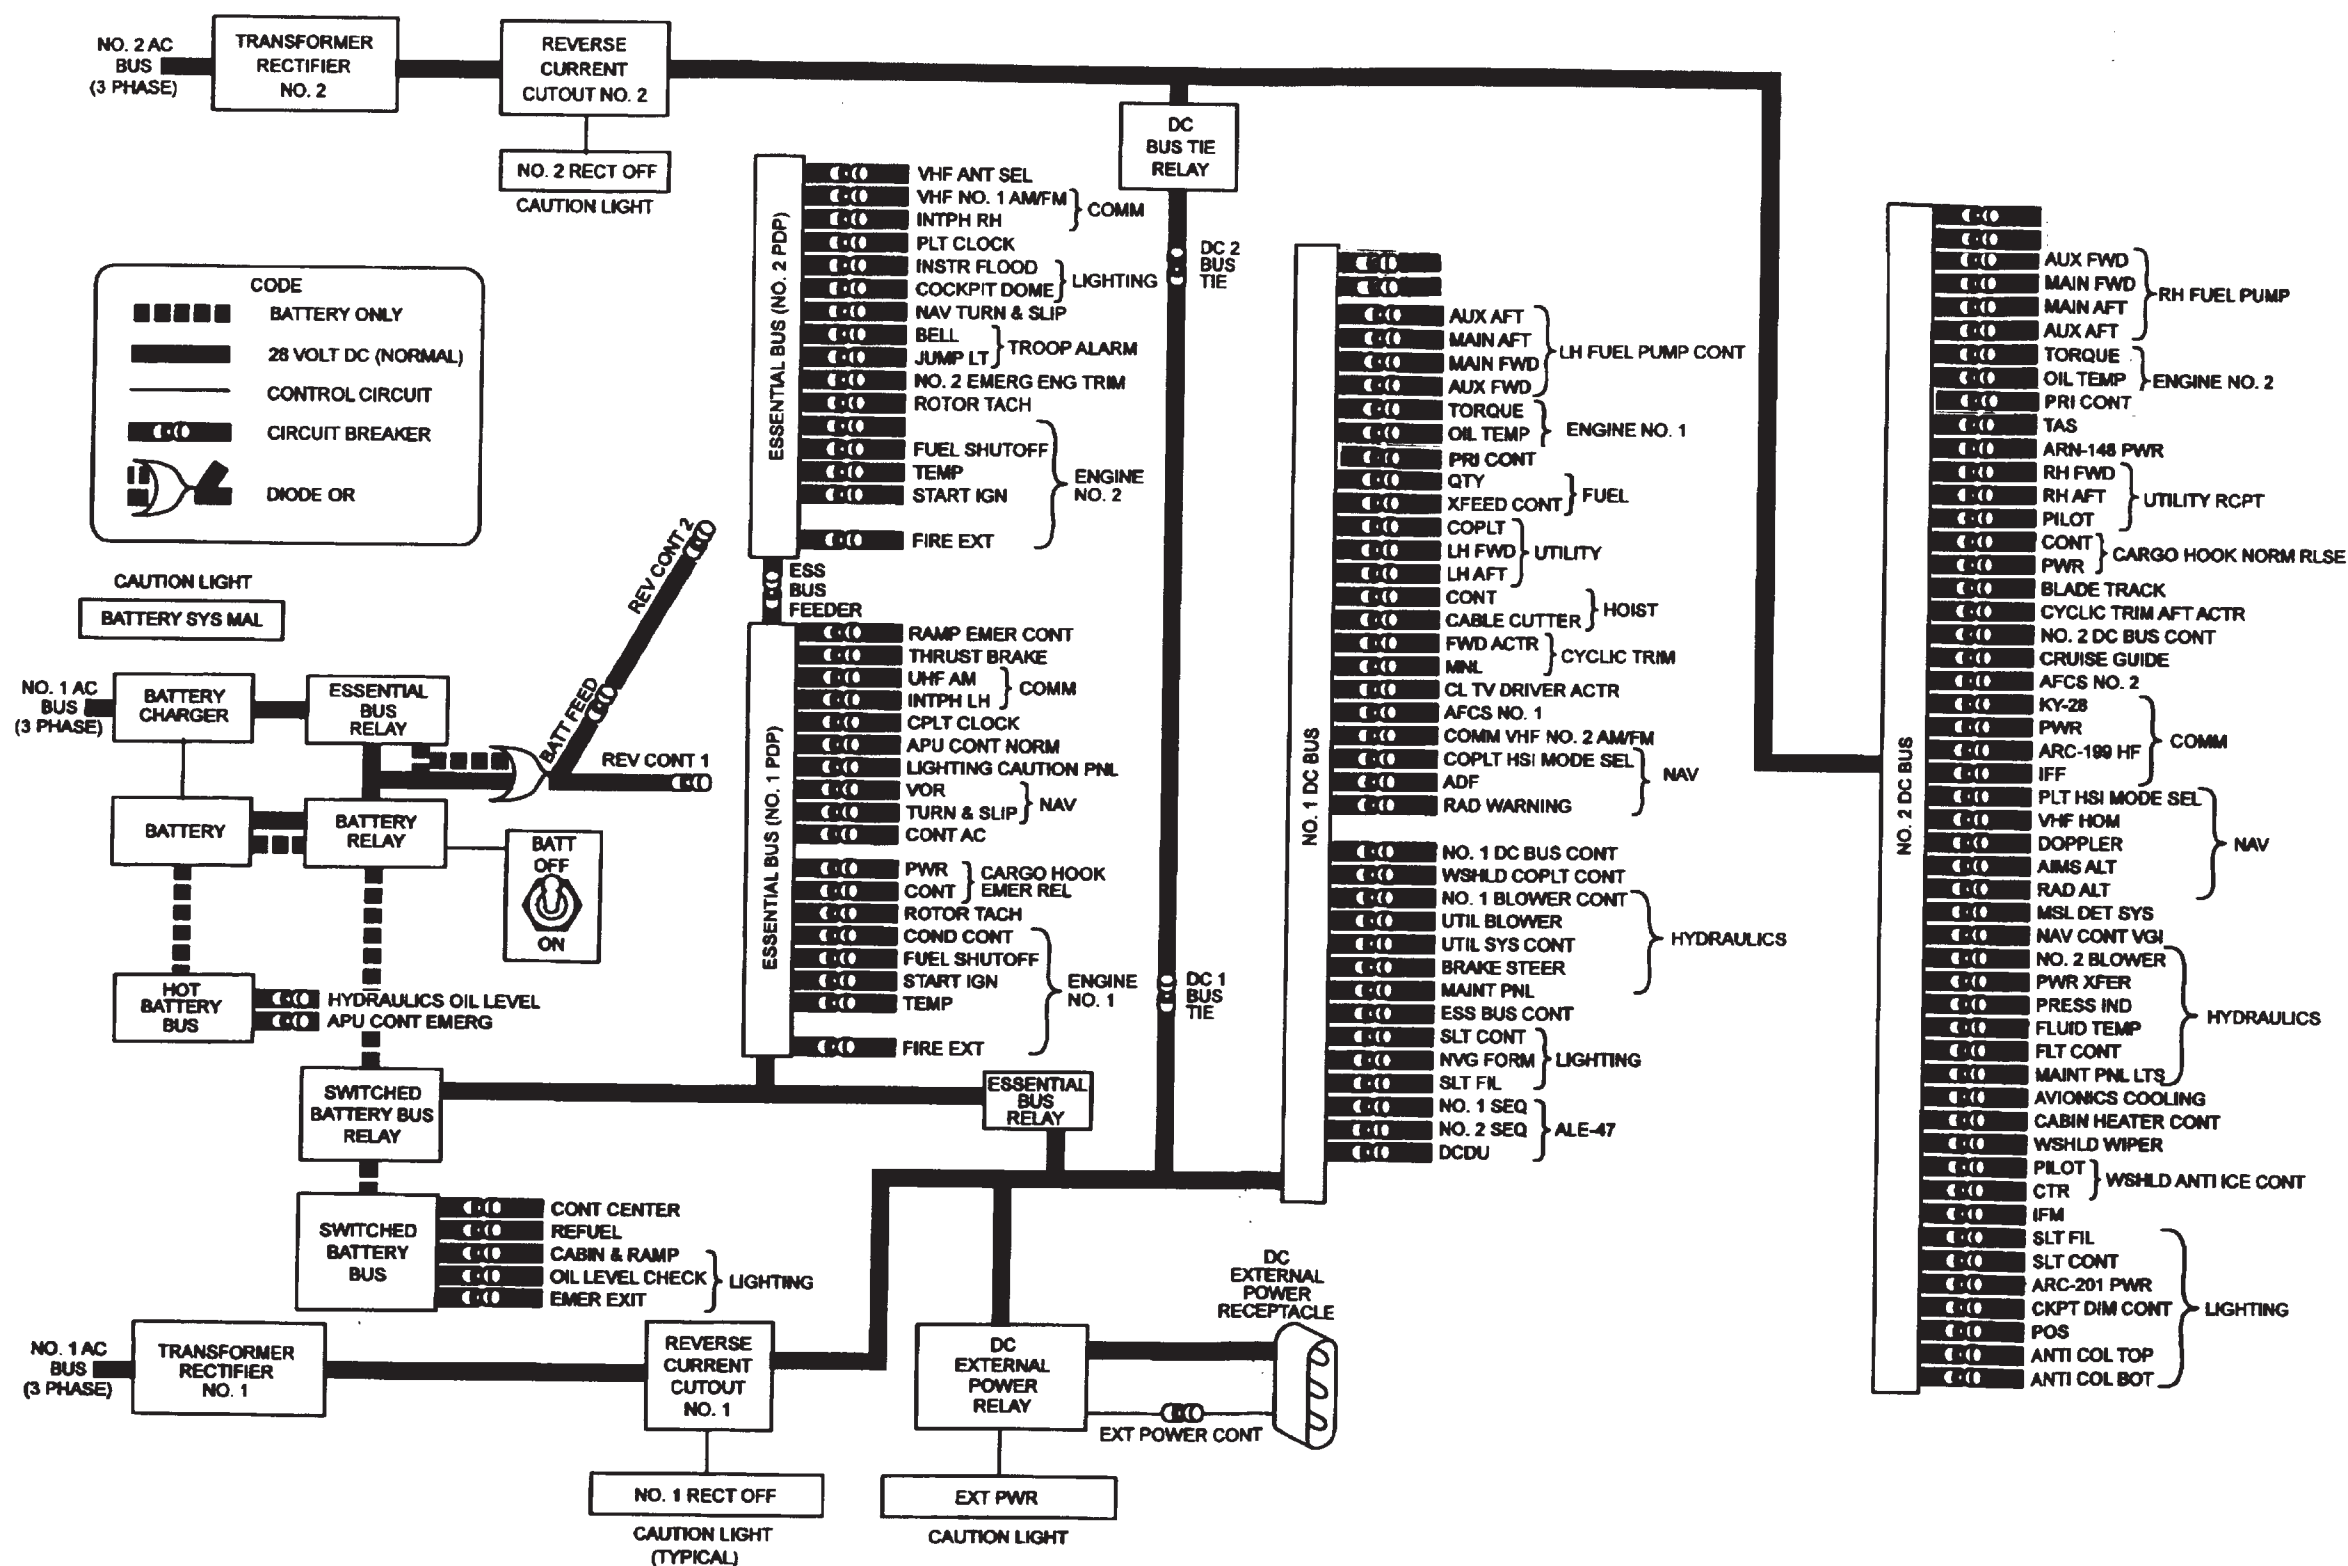 NO. 2 AC
BUS
(3 PHASE)
TRANSFORMER
RECTIFIER
NO. 2
REVERSE
CURRENT
CUTOUT NO. 2
NO. 2 RECT OFF
CAUTION LIGHT
DC
BUS TIE
RELAY
DC 2
BUS
TIE
CODE
BATTERY ONLY
28 VOLT DC (NORMAL)
CONTROL CIRCUIT
CIRCUIT BREAKER
DIODE OR
ESSENTIAL BUS (NO. 2 PDP)
VHF ANT SEL
VHF NO. 1 AM/FM
INTPH RH
COMM
PLT CLOCK
INSTR FLOOD
COCKPIT DOME
LIGHTING
NAV TURN & SLIP
BELL
JUMP LT
TROOP ALARM
NO. 2 EMERG ENG TRIM
ROTOR TACH
FUEL SHUTOFF
TEMP
START IGN
FIRE EXT
ENGINE
NO. 2
ESS
BUS
FEEDER
CAUTION LIGHT
BATTERY SYS MAL
NO. 1 AC
BUS
(3 PHASE)
BATTERY
CHARGER
ESSENTIAL
BUS
RELAY
BATT FEED
REV CONT 2
REV CONT 1
BATTERY
BATTERY
RELAY
BATT
OFF
ON
HOT
BATTERY
BUS
HYDRAULICS OIL LEVEL
APU CONT EMERG
SWITCHED
BATTERY BUS
RELAY
SWITCHED
BATTERY
BUS
CONT CENTER
REFUEL
CABIN & RAMP
OIL LEVEL CHECK
EMER EXIT
LIGHTING
ESSENTIAL BUS (NO. 1 PDP)
RAMP EMER CONT
THRUST BRAKE
UHF AM
INTPH LH
COMM
CPLT CLOCK
APU CONT NORM
LIGHTING CAUTION PNL
VOR
TURN & SLIP
NAV
CONT AC
PWR
CONT
CARGO HOOK
EMER REL
ROTOR TACH
COND CONT
FUEL SHUTOFF
START IGN
TEMP
FIRE EXT
ENGINE
NO. 1
DC 1
BUS
TIE
ESSENTIAL
BUS
RELAY
NO. 1 AC
BUS
(3 PHASE)
TRANSFORMER
RECTIFIER
NO. 1
REVERSE
CURRENT
CUTOUT
NO. 1
NO. 1 RECT OFF
CAUTION LIGHT
(TYPICAL)
DC
EXTERNAL
POWER
RELAY
EXT PWR
CAUTION LIGHT
EXT POWER CONT
DC
EXTERNAL
POWER
RECEPTACLE
NO. 1 DC BUS
AUX AFT
MAIN AFT
MAIN FWD
AUX FWD
LH FUEL PUMP CONT
TORQUE
OIL TEMP
ENGINE NO. 1
PRI CONT
QTY
XFEED CONT
FUEL
COPLT
LH FWD
LH AFT
UTILITY
CONT
CABLE CUTTER
HOIST
FWD ACTR
MNL
CYCLIC TRIM
CL TV DRIVER ACTR
AFCS NO. 1
COMM VHF NO. 2 AM/FM
COPLT HSI MODE SEL
ADF
RAD WARNING
NAV
NO. 1 DC BUS CONT
WSHLD COPLT CONT
NO. 1 BLOWER CONT
UTIL BLOWER
UTIL SYS CONT
BRAKE STEER
MAINT PNL
HYDRAULICS
ESS BUS CONT
SLT CONT
NVG FORM
SLT FIL
LIGHTING
NO. 1 SEQ
NO. 2 SEQ
DCDU
ALE-47
NO. 2 DC BUS
AUX FWD
MAIN FWD
MAIN AFT
AUX AFT
RH FUEL PUMP
TORQUE
OIL TEMP
ENGINE NO. 2
PRI CONT
TAS
ARN-148 PWR
RH FWD
RH AFT
PILOT
UTILITY RCPT
CONT
PWR
CARGO HOOK NORM RLSE
BLADE TRACK
CYCLIC TRIM AFT ACTR
NO. 2 DC BUS CONT
CRUISE GUIDE
AFCS NO. 2
KY-28
PWR
ARC-199 HF
IFF
COMM
PLT HSI MODE SEL
VHF HOM
DOPPLER
AIMS ALT
RAD ALT
NAV
MSL DET SYS
NAV CONT VGI
NO. 2 BLOWER
PWR XFER
PRESS IND
FLUID TEMP
FLT CONT
MAINT PNL LTS
HYDRAULICS
AVIONICS COOLING
CABIN HEATER CONT
WSHLD WIPER
PILOT
CTR
WSHLD ANTI ICE CONT
IFM
SLT FIL
SLT CONT
ARC-201 PWR
CKPT DIM CONT
POS
ANTI COL TOP
ANTI COL BOT
LIGHTING